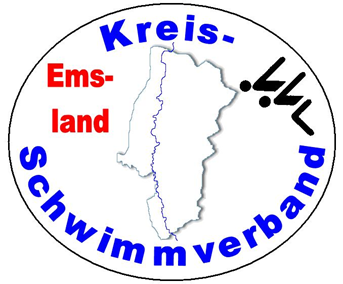 Kreis-
Ems-
land
Schwimmverband